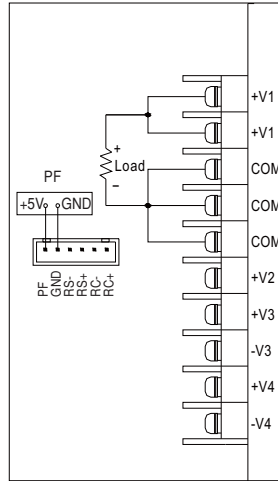 +V1
+V1
COM
COM
COM
+V2
+V3
-V3
+V4
-V4
+
Load
-
PF
+5V GND
PF
GND
RS-
RS+
RC-
RC+